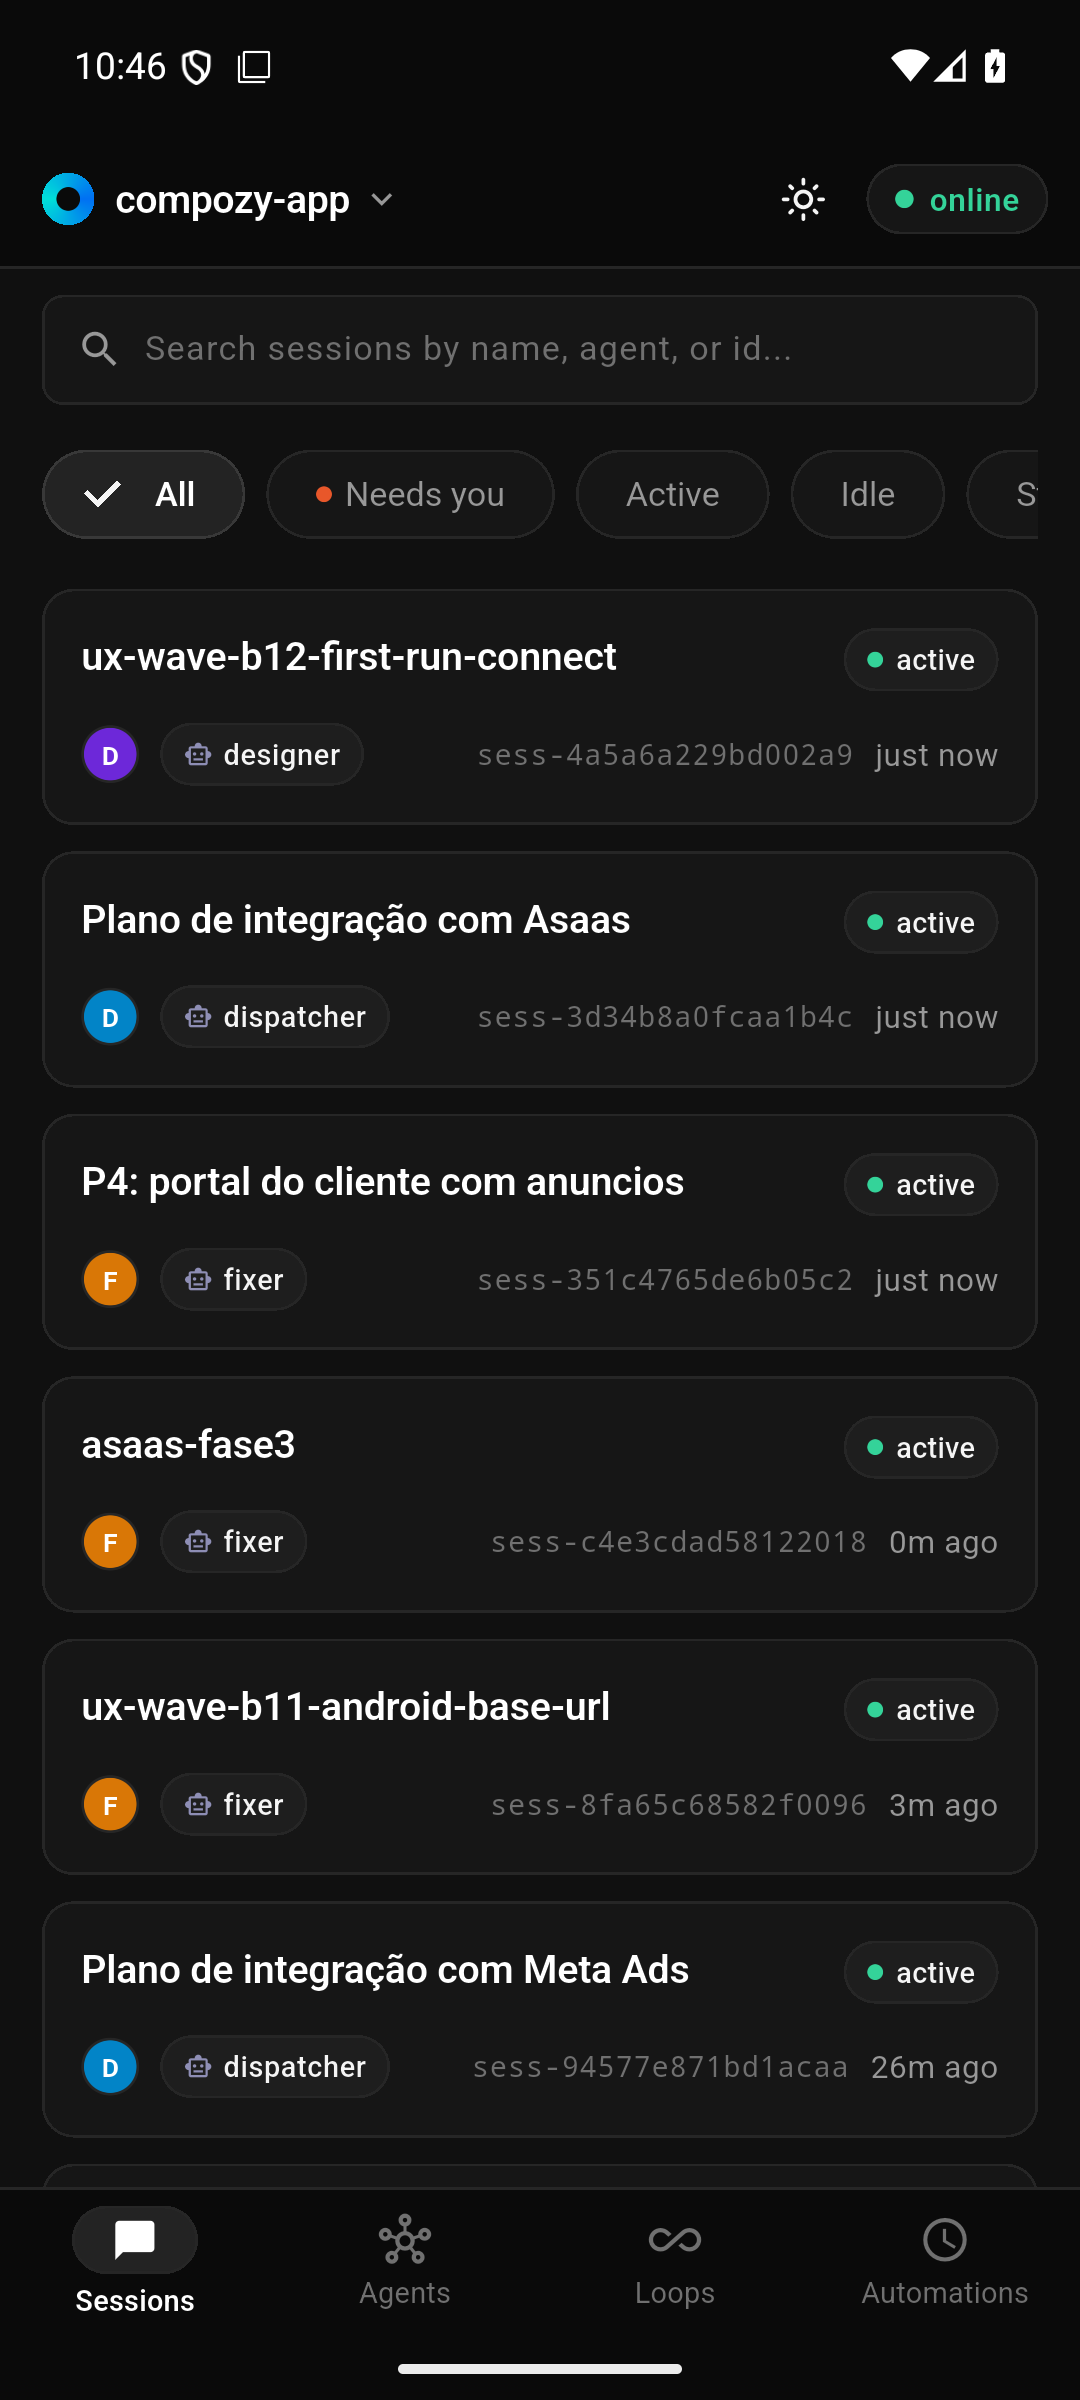 10:46
compozy-app
online
Search sessions by name, agent, or id...
All
Needs you
Active
Idle
ux-wave-b12-first-run-connect
active
D
designer
sess-4a5a6a229bd002a9
just now
Plano de integração com Asaas
active
D
dispatcher
sess-3d34b8a0fcaa1b4c
just now
P4: portal do cliente com anuncios
active
F
fixer
sess-351c4765de6b05c2
just now
asaas-fase3
active
F
fixer
sess-c4e3cdad58122018
0m ago
ux-wave-b11-android-base-url
active
F
fixer
sess-8fa65c68582f0096
3m ago
Plano de integração com Meta Ads
active
D
dispatcher
sess-94577e871bd1acaa
26m ago
Sessions
Agents
Loops
Automations